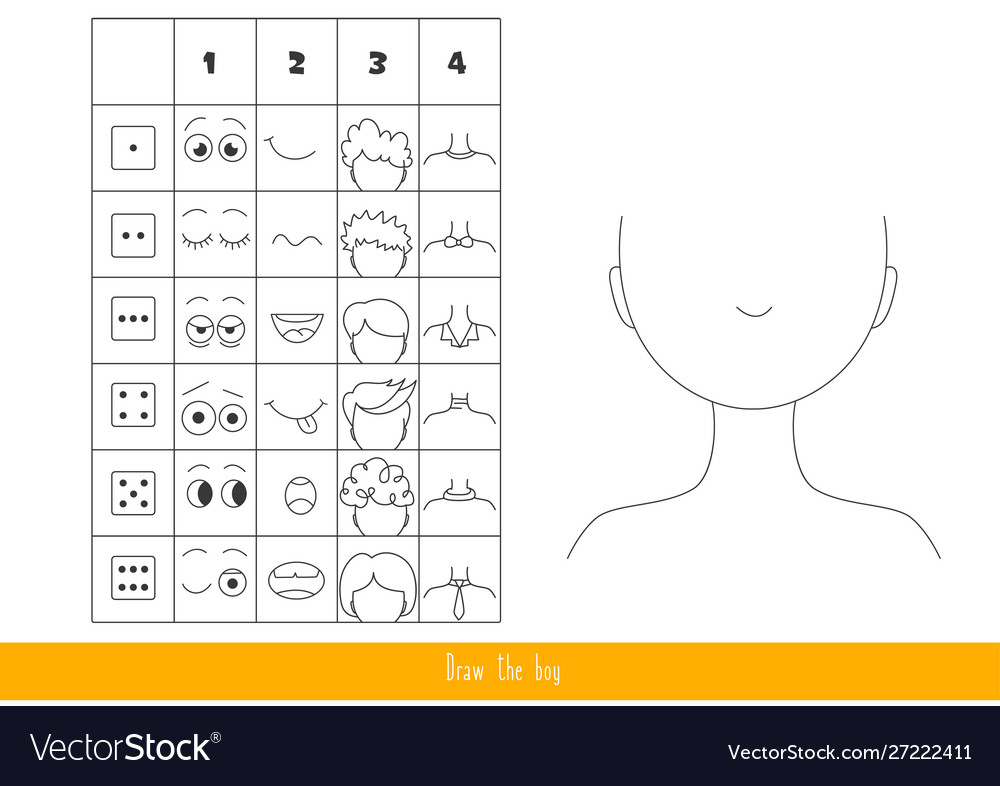 1 2 3 4
Draw the boy
VectorStock®
VectorStock.com/27222411